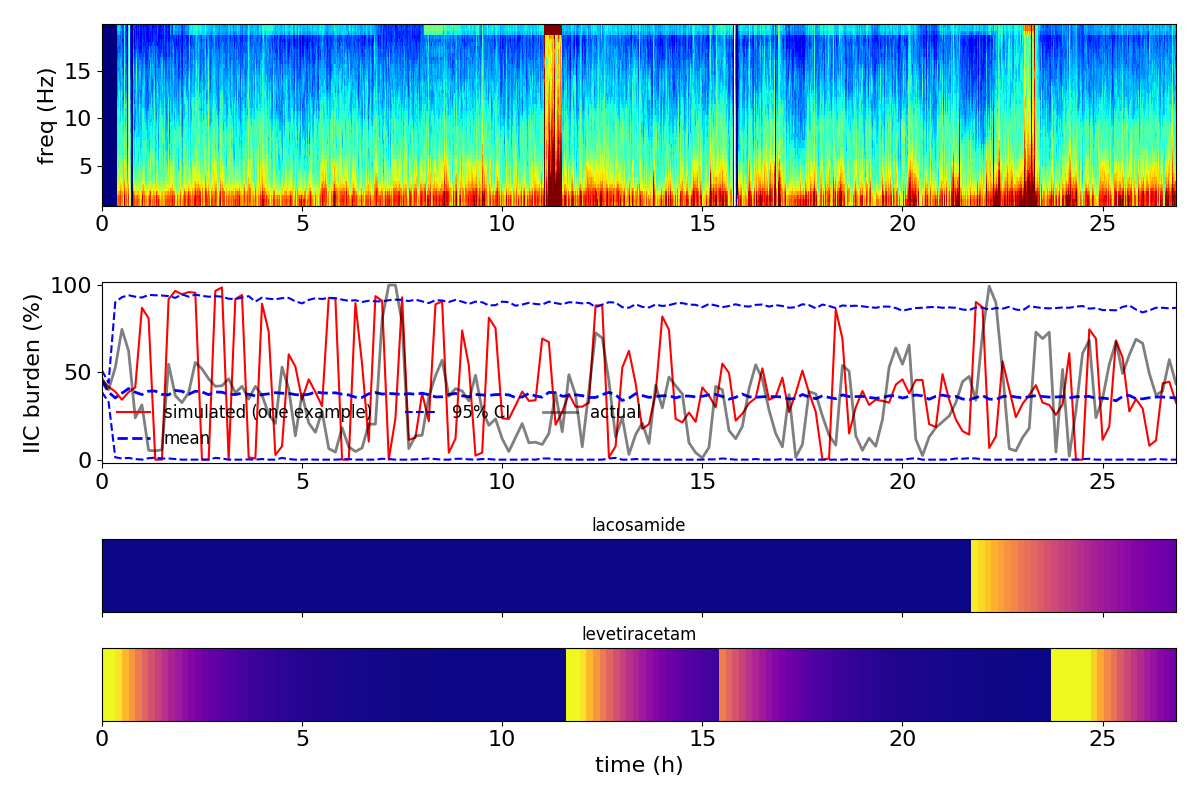 freq (Hz)
15
10
5
0 5 10 15 20 25
IIC burden (%)
100
50
0
simulated (one example) 95% CI actual
mean
0 5 10 15 20 25
lacosamide
levetiracetam
0 5 10 15 20 25
time (h)